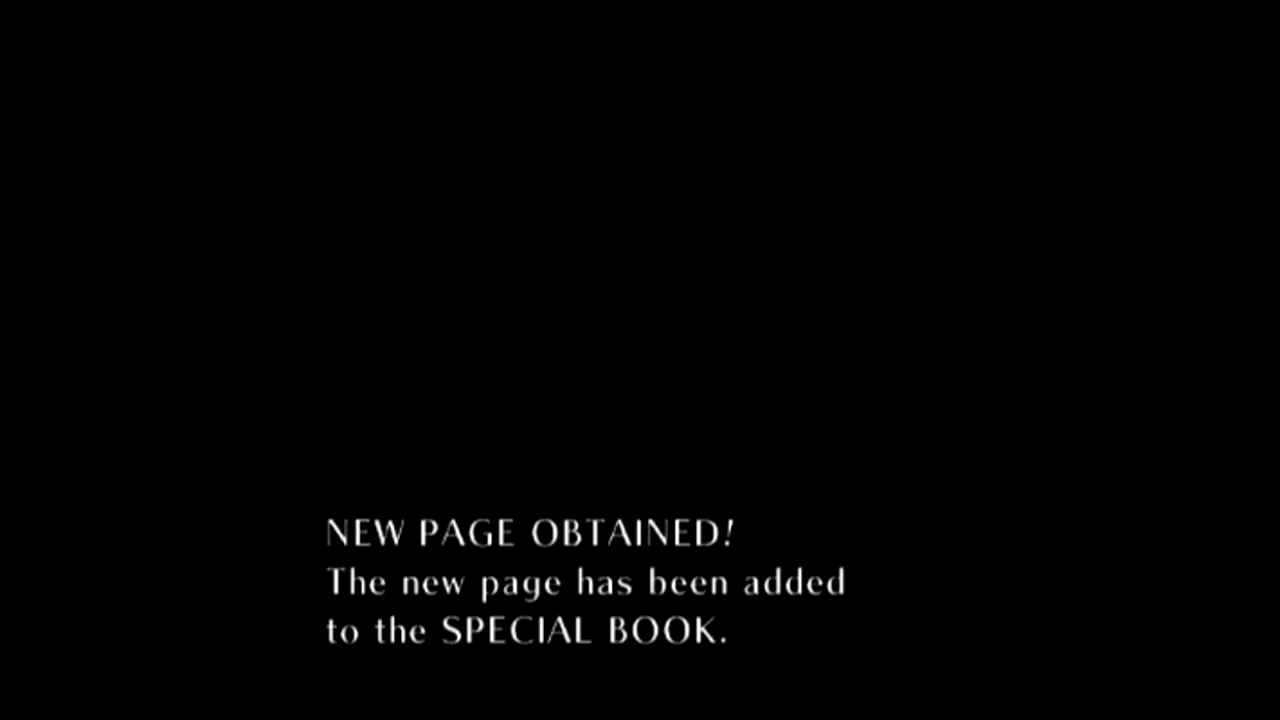 NEW PAGE OBTAINED!
The new page has been added
to the SPECIAL BOOK.